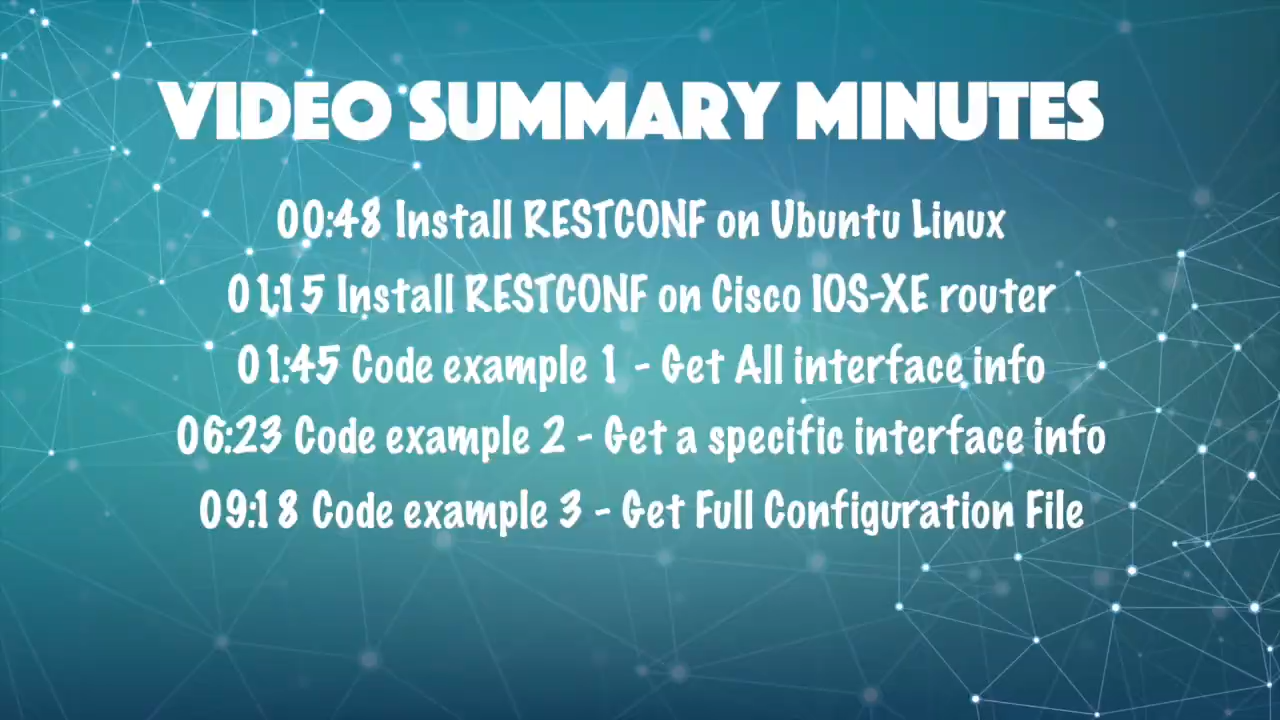 VIDEO SUMMARY MINUTES
00:48 Install RESTCONF on Ubuntu Linux
01:15 Install RESTCONF on Cisco IOS-XE router
01:45 Code example 1 - Get All interface info
06:23 Code example 2 - Get a specific interface info
09:18 Code example 3 - Get Full Configuration File